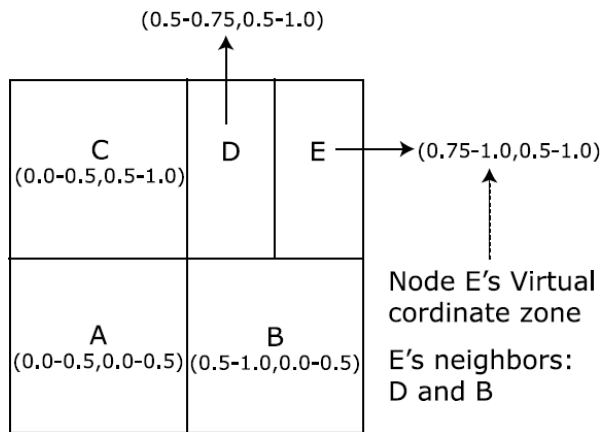 (0.5-0.75,0.5-1.0)
C
(0.0-0.5,0.5-1.0)
D
E
(0.75-1.0,0.5-1.0)
A
(0.0-0.5,0.0-0.5)
B
(0.5-1.0,0.0-0.5)
Node E's Virtual
cordinate zone
E's neighbors:
D and B